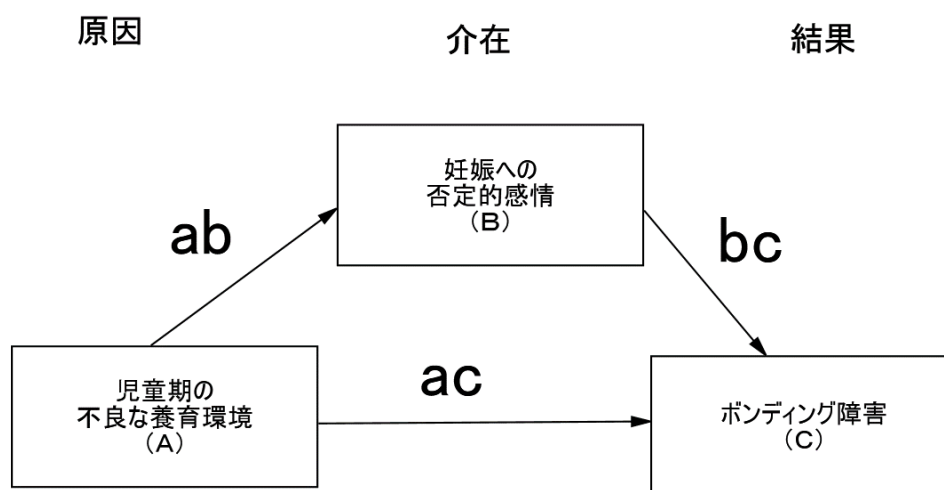 原因
介在
結果
妊娠への
否定的感情
（B）
ab
bc
児童期の
不良な養育環境
（A）
ac
ボンディング障害
（C）